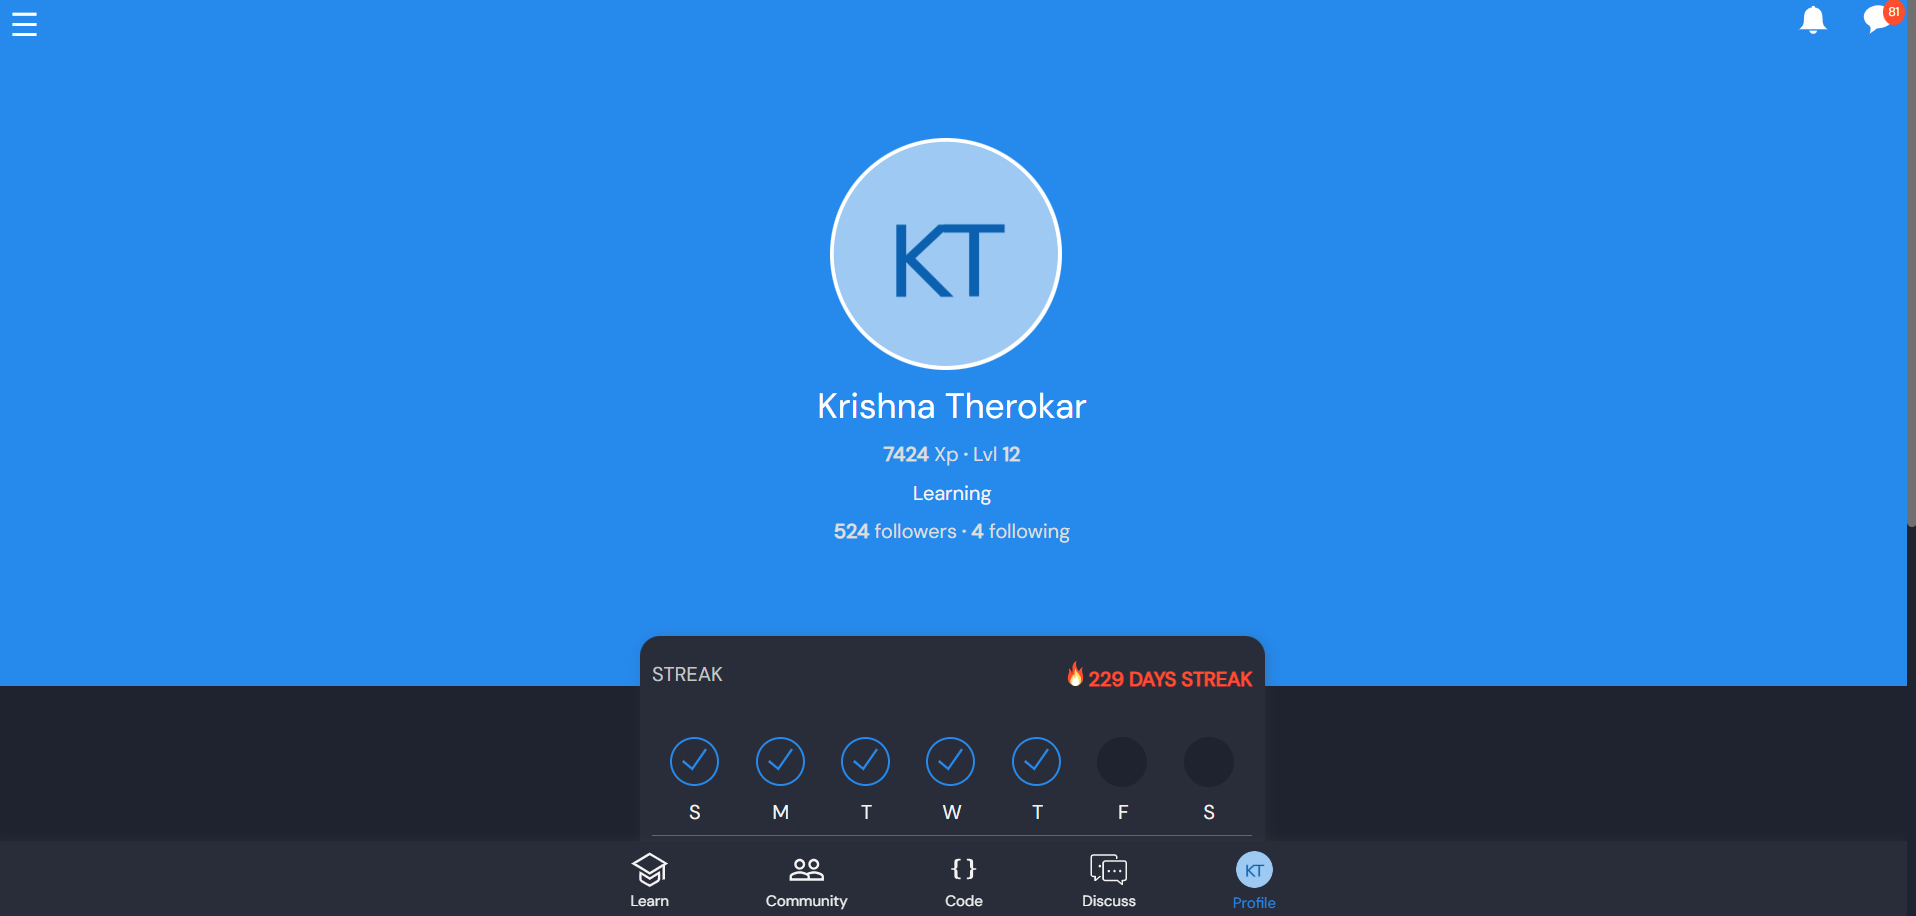 81
KT
Krishna Therokar
7424 Xp · Lvl 12
Learning
524 followers · 4 following
STREAK
229 DAYS STREAK
S M T W T F S
{ }
KT
Learn Community Code Discuss Profile